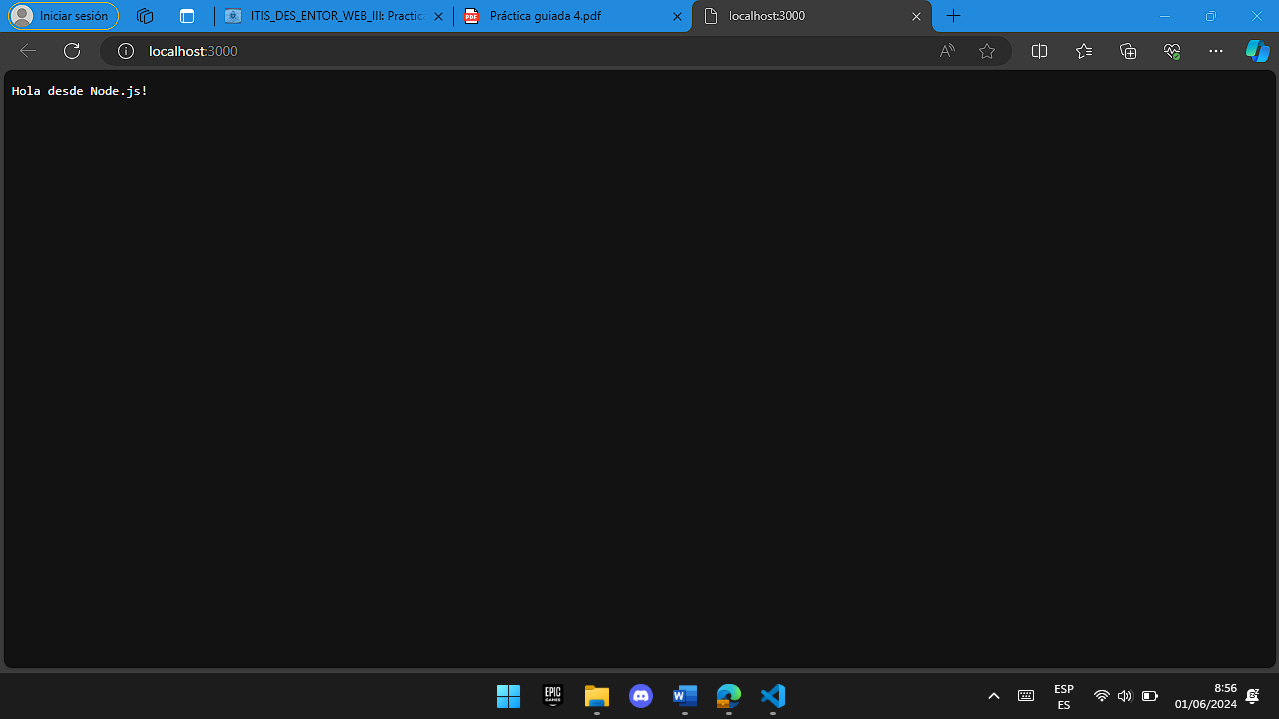 Iniciar sesión
ITIS_DES_ENTOR_WEB_III: Practica
Práctica guiada 4.pdf
localhost:3000
localhost:3000
Hola desde Node.js!
EPIC
GAMES
ESP
ES
8:56
01/06/2024